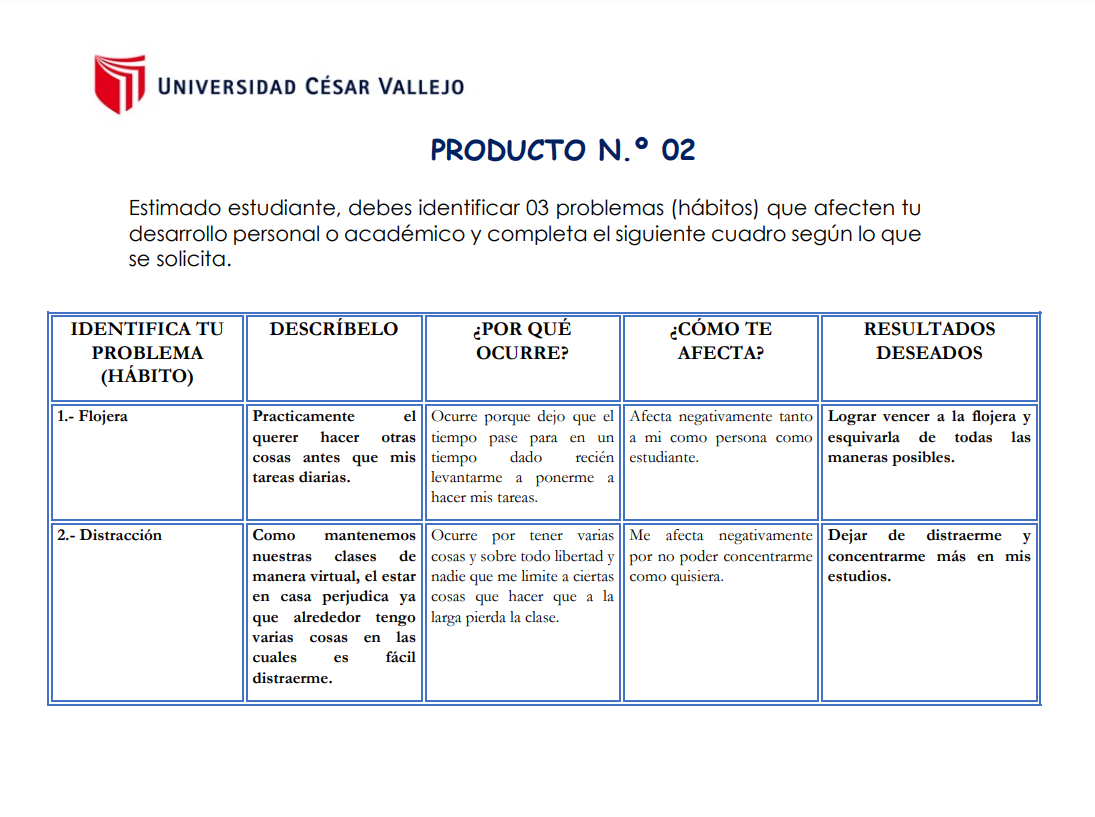 UNIVERSIDAD CÉSAR VALLEJO
PRODUCTO N.º 02
Estimado estudiante, debes identificar 03 problemas (hábitos) que afecten tu
desarrollo personal o académico y completa el siguiente cuadro según lo que
se solicita.
IDENTIFICA TU
PROBLEMA
(HÁBITO)
DESCRÍBELO
¿POR QUÉ
OCURRE?
¿CÓMO TE
AFECTA?
RESULTADOS
DESEADOS
1.- Flojera
Practicamente el
querer hacer otras
cosas antes que mis
tareas diarias.
Ocurre porque dejo que el
tiempo pase para en un
tiempo dado recién
levantarme a ponerme a
hacer mis tareas.
Afecta negativamente tanto
a mi como persona como
estudiante.
Lograr vencer a la flojera y
esquivarla de todas las
maneras posibles.
2.- Distracción
Como mantenemos
nuestras clases de
manera virtual, el estar
en casa perjudica ya
que alrededor tengo
varias cosas en las
cuales es fácil
distraerme.
Ocurre por tener varias
cosas y sobre todo libertad y
nadie que me limite a ciertas
cosas que hacer que a la
larga pierda la clase.
Me afecta negativamente
por no poder concentrarme
como quisiera.
Dejar de distraerme y
concentrarme más en mis
estudios.